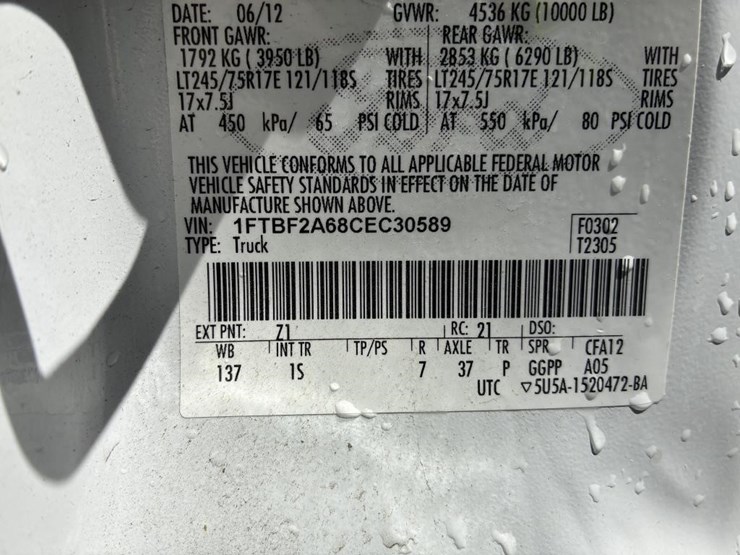 DATE: 06/12 GVWR: 4536 KG (10000 LB)
FRONT GAWR: REAR GAWR:
1792 KG ( 3950 LB) WITH 2853 KG ( 6290 LB) WITH
LT245/75R17E 121/118S TIRES LT245/75R17E 121/118S TIRES
17x7.5J RIMS 17x7.5J RIMS
AT 450 kPa/ 65 PSI COLD AT 550 kPa/ 80 PSI COLD
THIS VEHICLE CONFORMS TO ALL APPLICABLE FEDERAL MOTOR
VEHICLE SAFETY STANDARDS IN EFFECT ON THE DATE OF
MANUFACTURE SHOWN ABOVE.
VIN: 1FTBF2A68CEC30589 F0302
TYPE: Truck T2305
EXT PNT: Z1 RC: 21 DSO:
WB INT TR TP/PS R AXLE TR SPR CFA12
137 1S 7 37 P GGPP A05
UTC ▽5U5A-1520472-BA